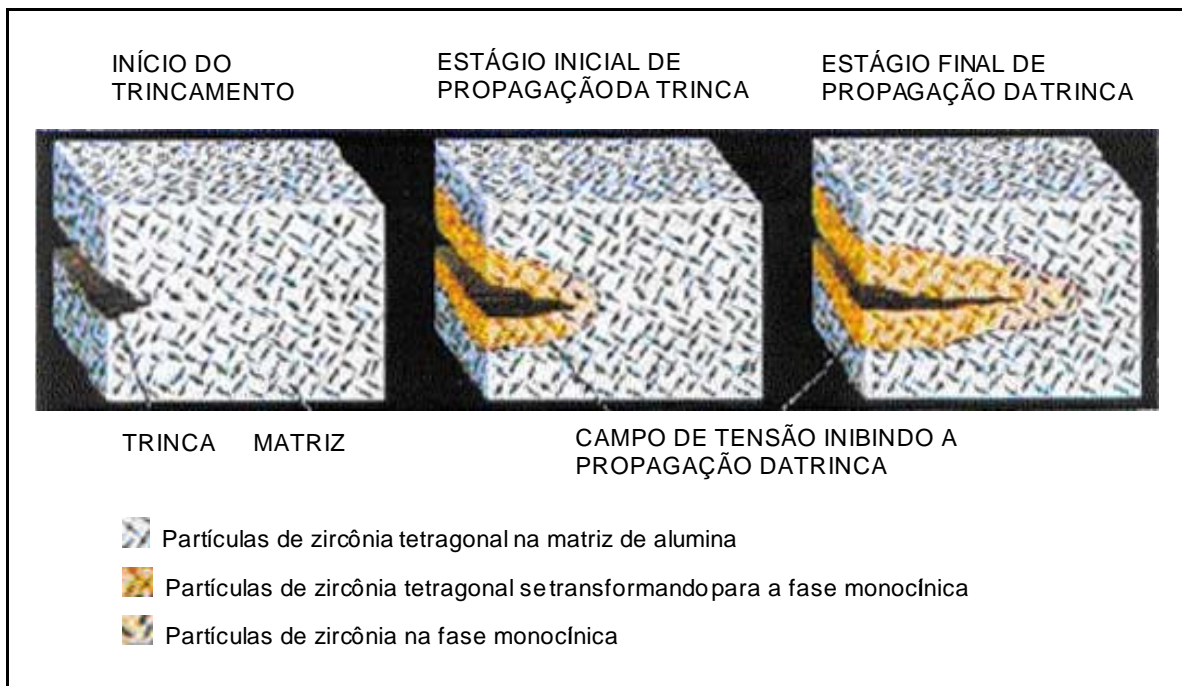 INÍCIO DO
TRINCAMENTO
ESTÁGIO INICIAL DE
PROPAGAÇÃODA TRINCA
ESTÁGIO FINAL DE
PROPAGAÇÃO DATRINCA
TRINCA MATRIZ
CAMPO DE TENSÃO INIBINDO A
PROPAGAÇÃO DATRINCA
Partículas de zircônia tetragonal na matriz de alumina
Partículas de zircônia tetragonal setransformandopara a fase monocínica
Partículas de zircônia na fase monocínica